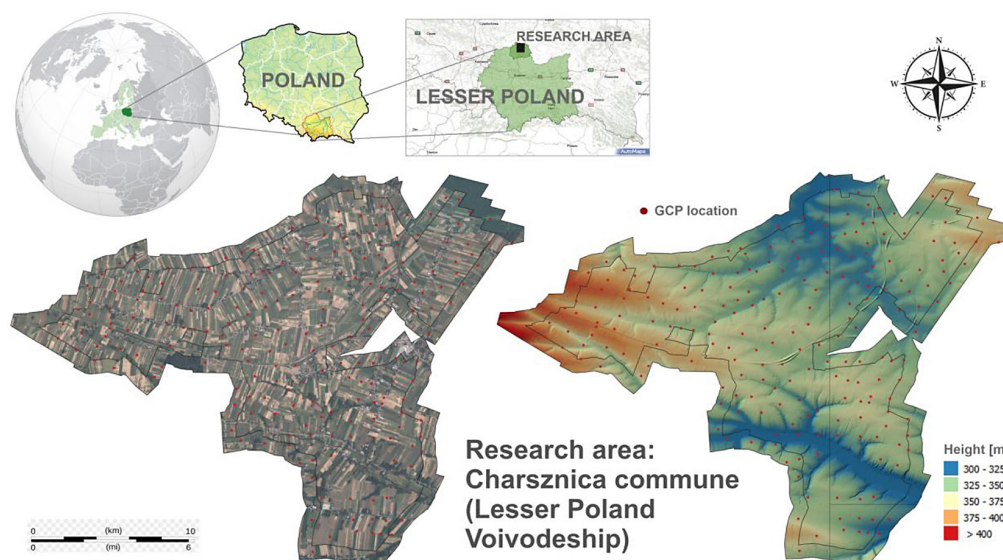 POLAND
RESEARCH AREA
LESSER POLAND
AutoMapa
N
W E
S
GCP location
Research area:
Charsznica commune
(Lesser Poland
Voivodeship)
Height [m
300 - 325
325 - 350
350 - 375
375 - 400
> 400
0 (km) 10
0 (mi) 6